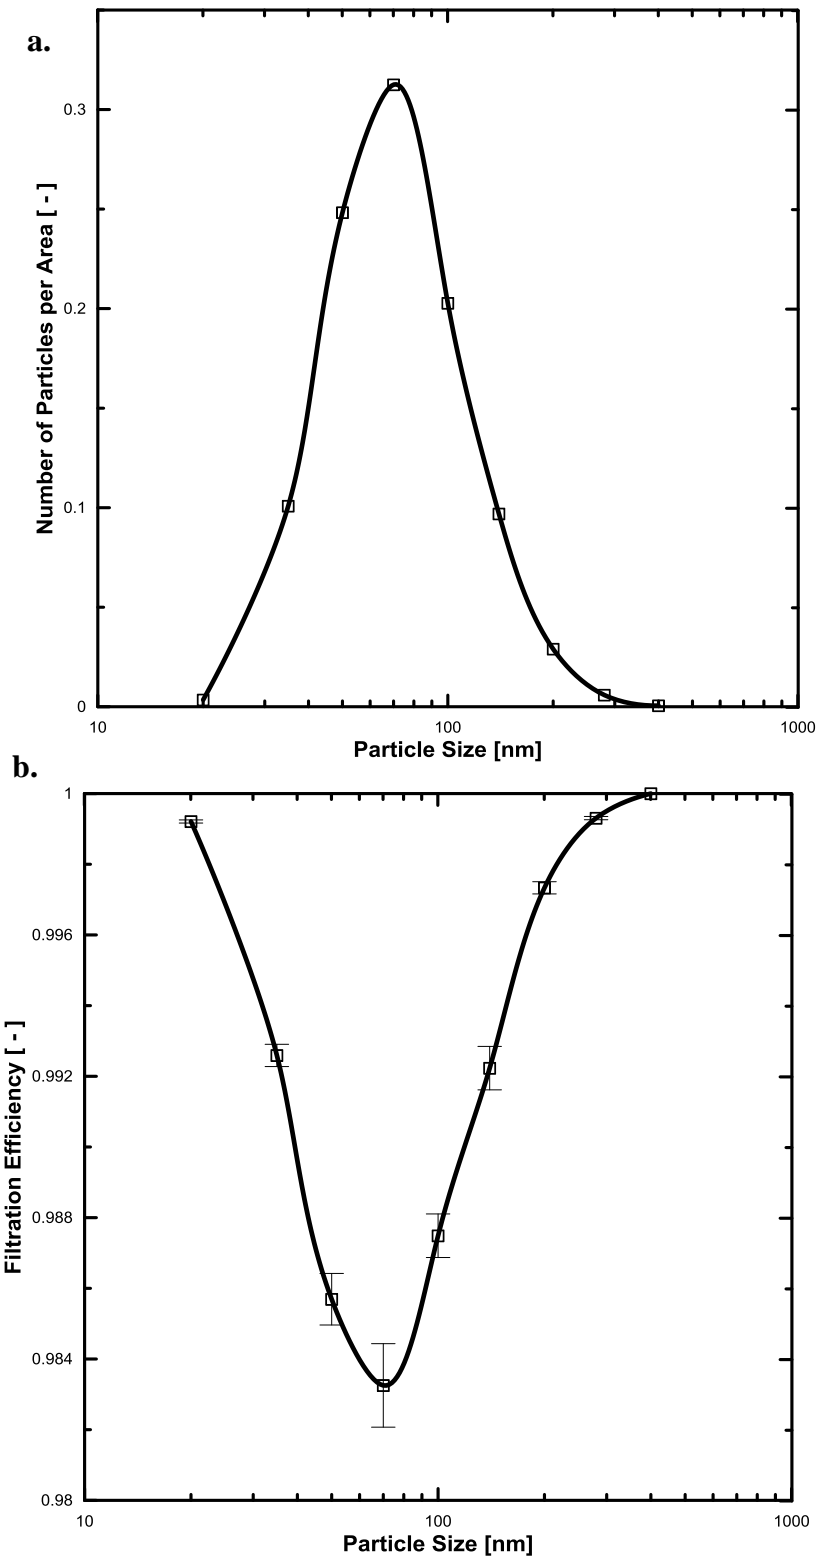 a.
Number of Particles per Area [ - ]
0.3
0.2
0.1
0
10
100
1000
Particle Size [nm]
b.
Filtration Efficiency [ - ]
1
0.996
0.992
0.988
0.984
0.98
10
100
1000
Particle Size [nm]